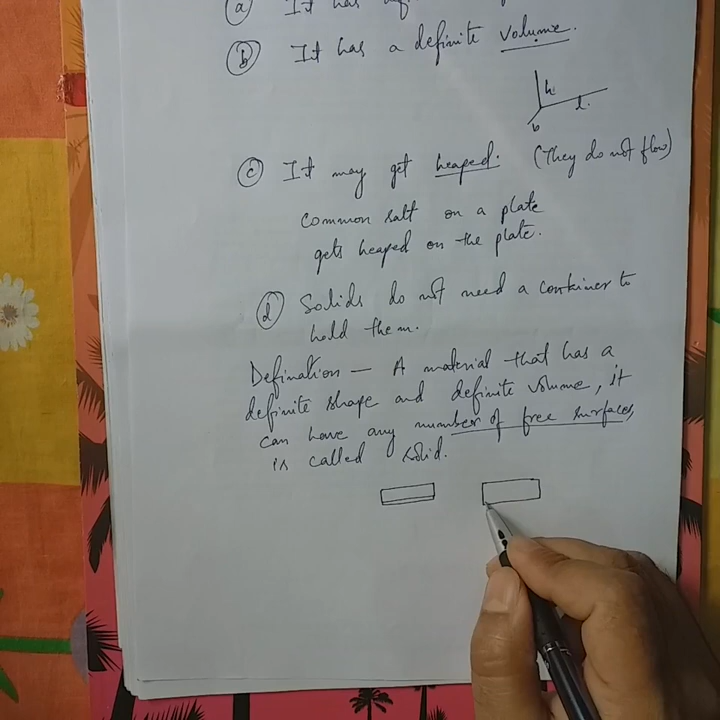 (a) It has
(b) It has a definite volume.
h
l.
b
(c) It may get heaped. (They do not flow)
Common salt on a plate
gets heaped on the plate.
(d) Solids do not need a container to
hold them.
Defination — A material that has a
definite shape and definite volume, it
can have any number of free surfaces,
is called solid.